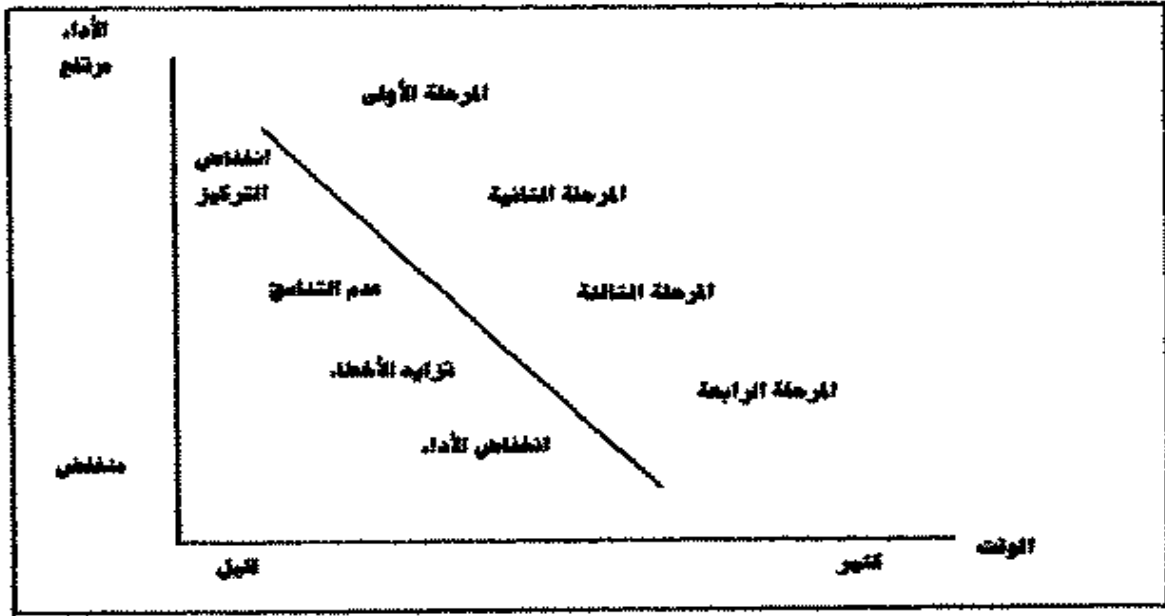 الأداء
مرتفع
المرحلة الأولى
انخفاض
التركيز
المرحلة الثانية
عدم التناسق
المرحلة الثالثة
تزايد الأخطاء
المرحلة الرابعة
انخفاض الأداء
منخفض
الوقت
كثير
قليل